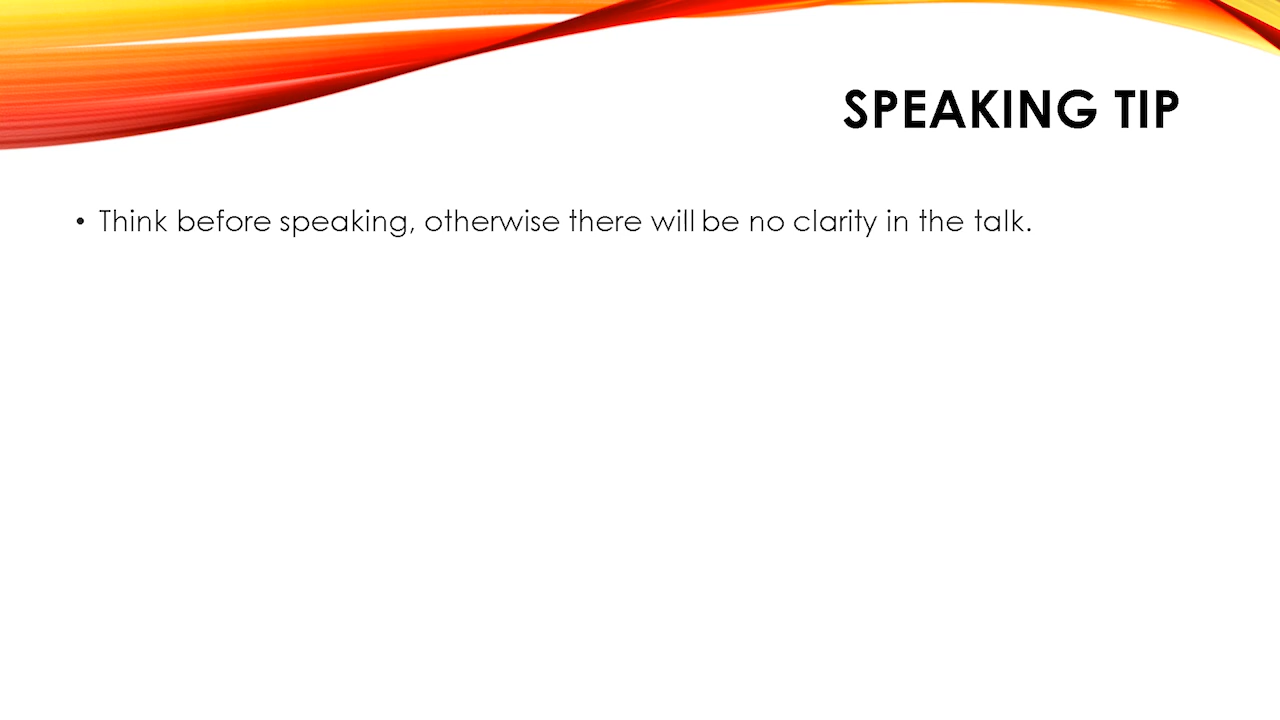 SPEAKING TIP
• Think before speaking, otherwise there will be no clarity in the talk.